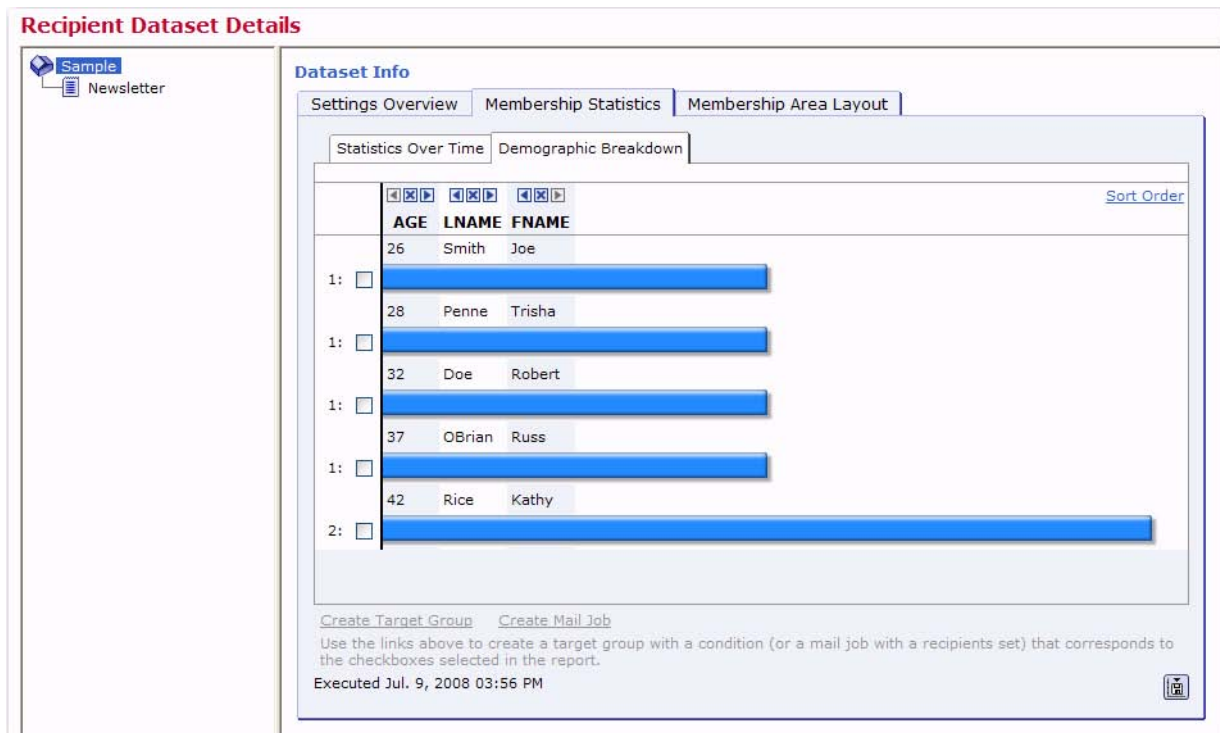 Recipient Dataset Details
Sample
Newsletter
Dataset Info
Settings Overview Membership Statistics Membership Area Layout
Statistics Over Time Demographic Breakdown
Sort Order
AGE LNAME FNAME
26 Smith Joe
1:
28 Penne Trisha
1:
32 Doe Robert
1:
37 OBrian Russ
1:
42 Rice Kathy
2:
Create Target Group Create Mail Job
Use the links above to create a target group with a condition (or a mail job with a recipients set) that corresponds to
the checkboxes selected in the report.
Executed Jul. 9, 2008 03:56 PM